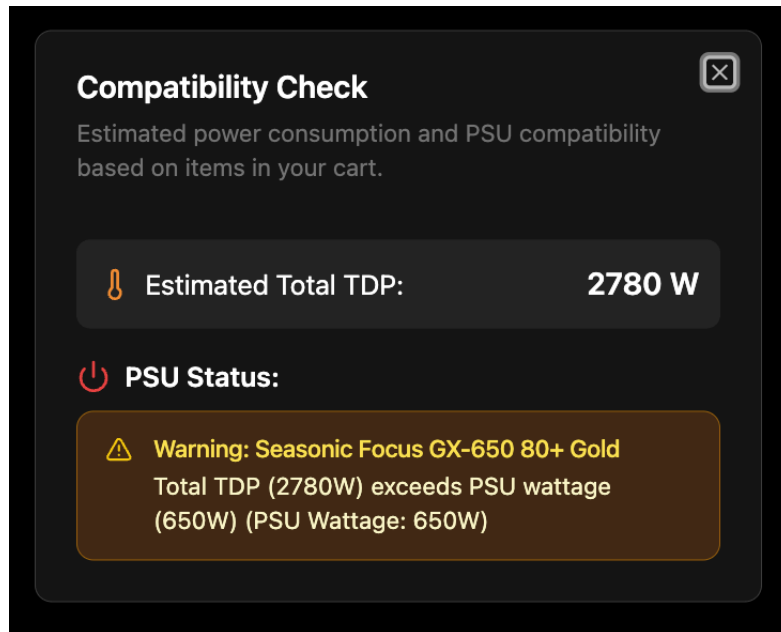 Compatibility Check
Estimated power consumption and PSU compatibility
based on items in your cart.
Estimated Total TDP: 2780 W
PSU Status:
Warning: Seasonic Focus GX-650 80+ Gold
Total TDP (2780W) exceeds PSU wattage
(650W) (PSU Wattage: 650W)